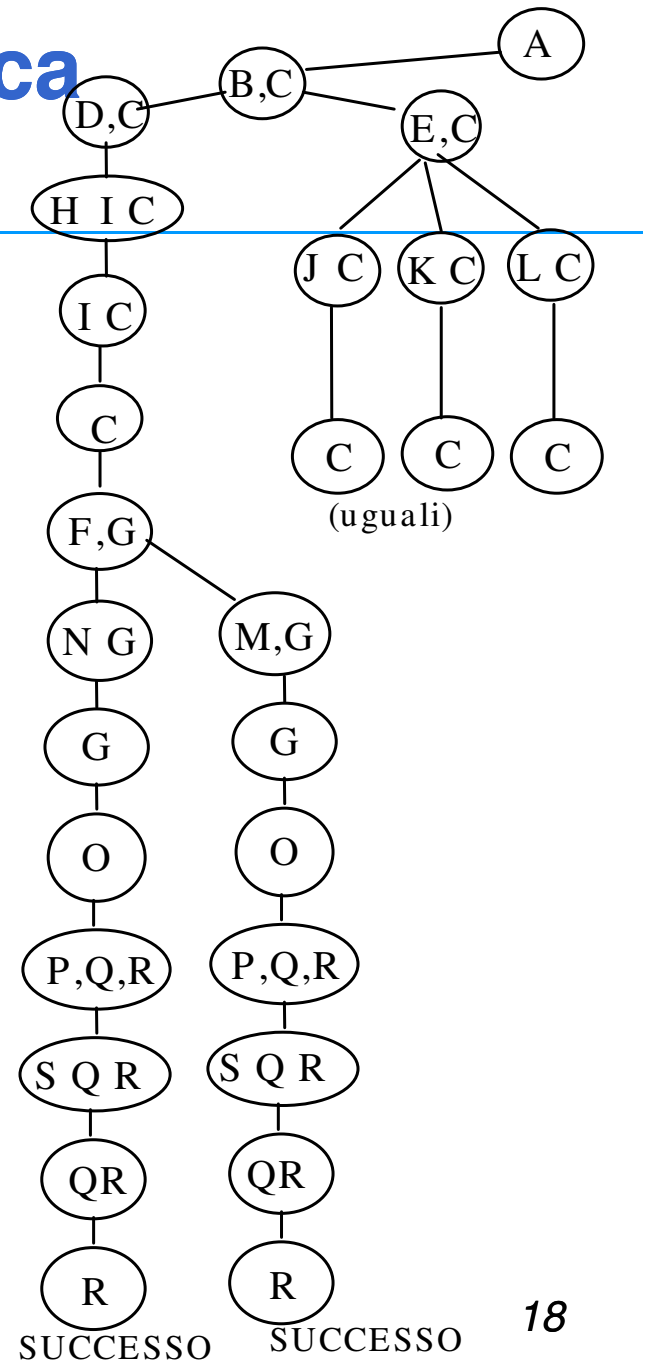 ca
A
B,C
D,C
E,C
H I C
J C
K C
L C
I C
C
C
C
C
(uguali)
F,G
N G
M,G
G
G
O
O
P,Q,R
P,Q,R
S Q R
S Q R
QR
QR
R
R
SUCCESSO
SUCCESSO
18